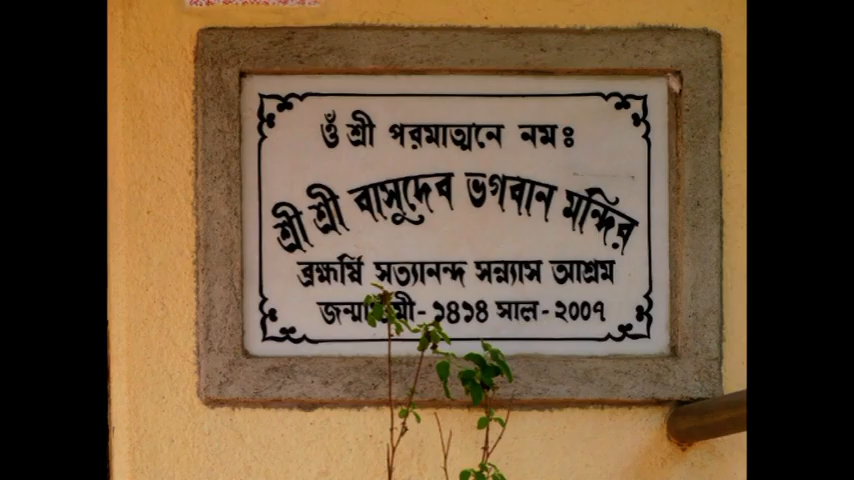 ওঁ শ্রী পরমাত্মনে নমঃ
শ্রী শ্রী বাসুদেব ভগবান মন্দির
ব্রহ্মর্ষি সত্যানন্দ সন্ন্যাস আশ্রম
জন্মাষ্টমী - ১৪১৪ সাল - ২০০৭